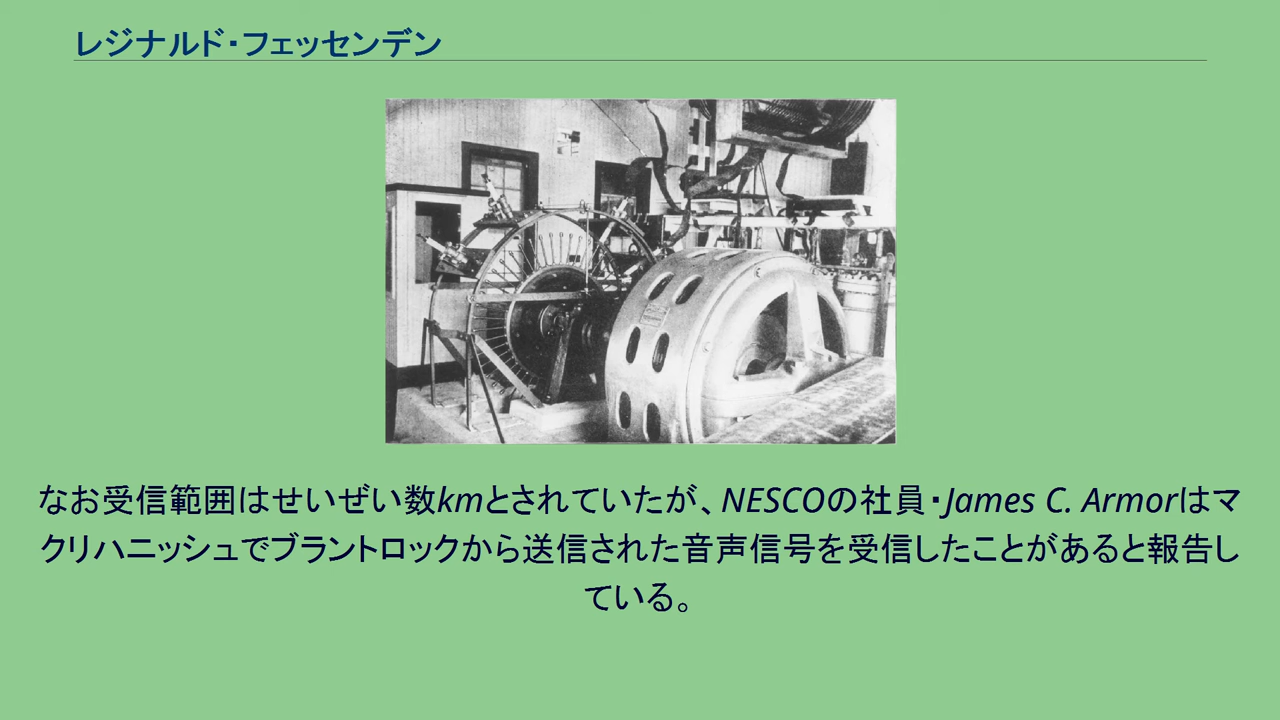 レジナルド・フェッセンデン
なお受信範囲はせいぜい数kmとされていたが、NESCOの社員・James C. Armorはマ
クリハニッシュでブラントロックから送信された音声信号を受信したことがあると報告し
ている。